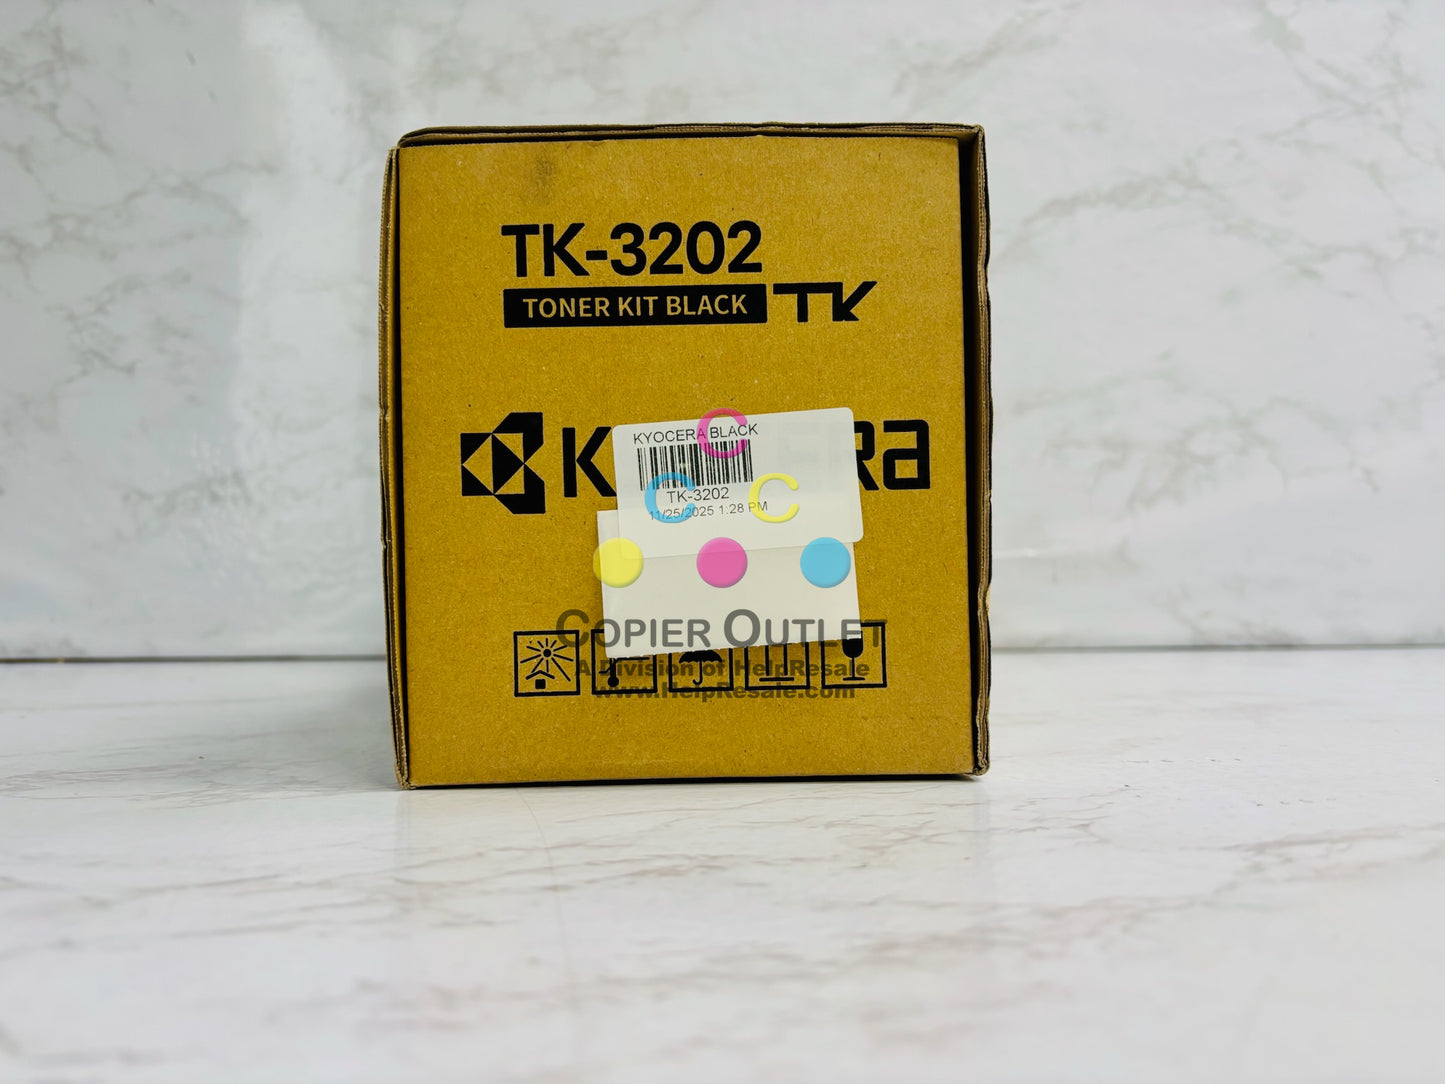 TK-3202
TONER KIT BLACK TK
KYOCERA BLACK
TK-3202
11/25/2025 1:28 PM
C
C C
COPIER OUTLET
A Division of HelpResale
www.HelpResale.com